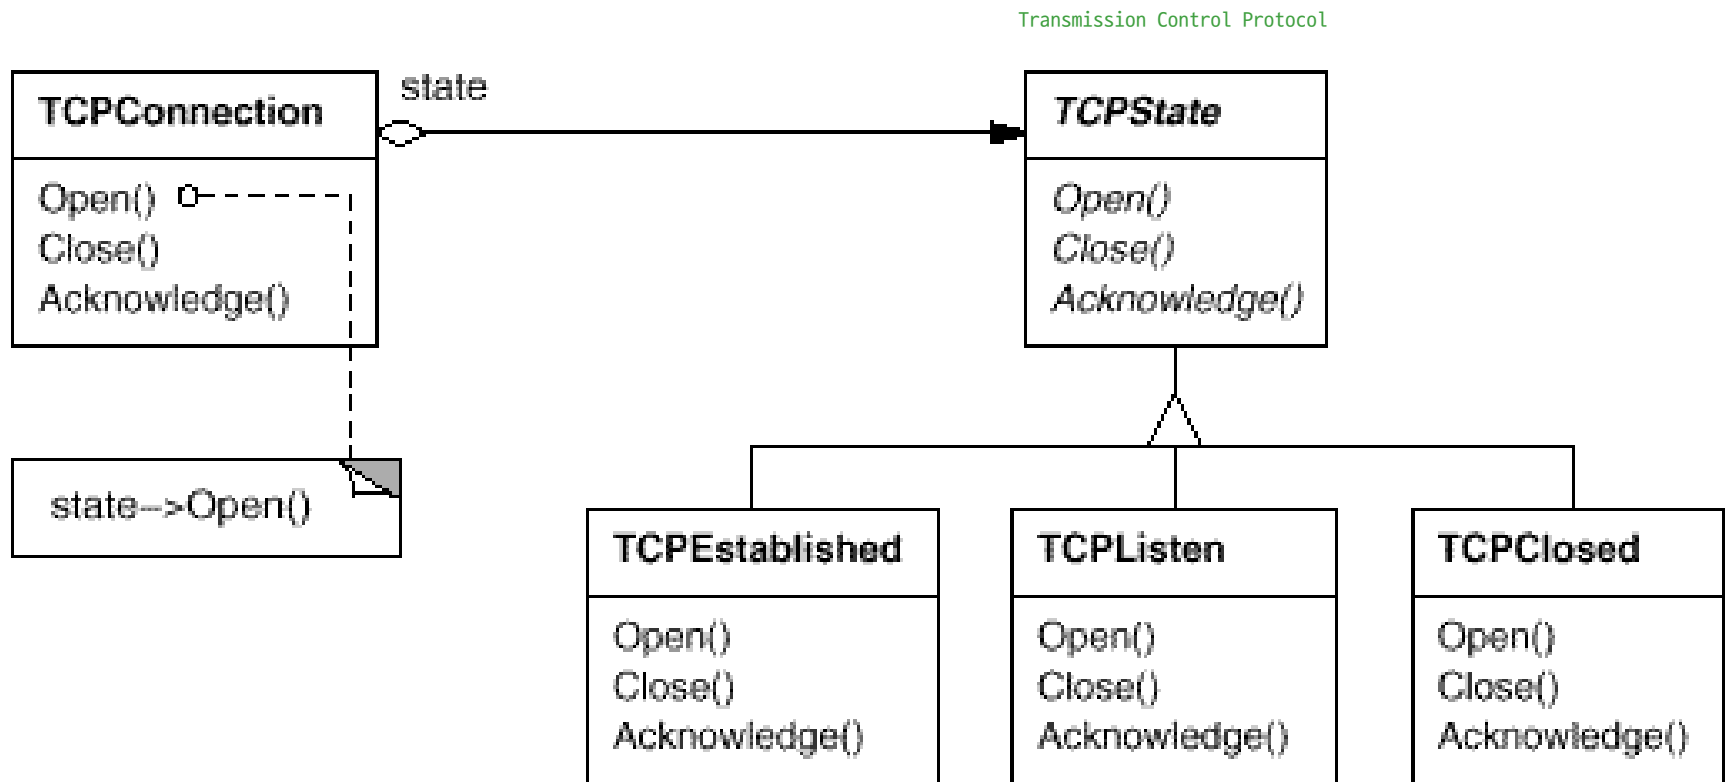 Transmission Control Protocol
TCPConnection
Open()
Close()
Acknowledge()
state
TCPState
Open()
Close()
Acknowledge()
state-->Open()
TCPEstablished
Open()
Close()
Acknowledge()
TCPListen
Open()
Close()
Acknowledge()
TCPClosed
Open()
Close()
Acknowledge()